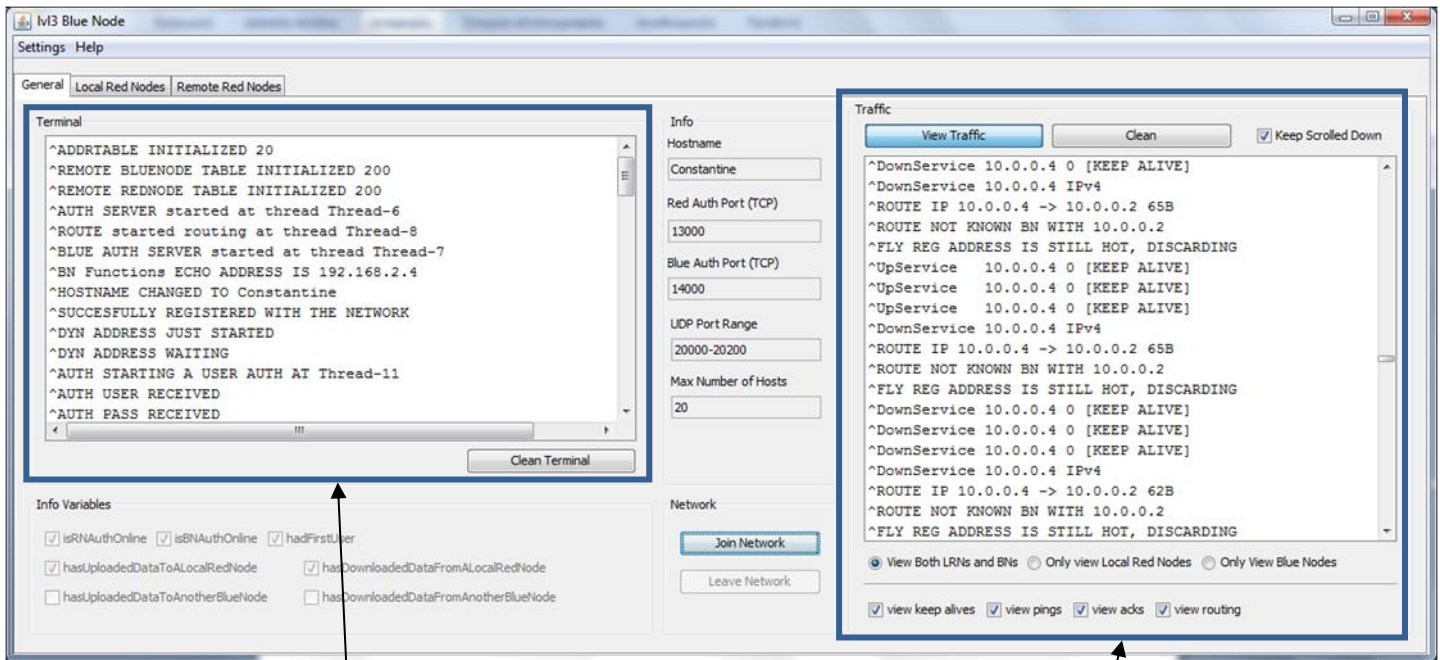 lvl3 Blue Node
Settings Help
General Local Red Nodes Remote Red Nodes
Terminal
^ADDRTABLE INITIALIZED 20
^REMOTE BLUENODE TABLE INITIALIZED 200
^REMOTE REDNODE TABLE INITIALIZED 200
^AUTH SERVER started at thread Thread-6
^ROUTE started routing at thread Thread-8
^BLUE AUTH SERVER started at thread Thread-7
^BN Functions ECHO ADDRESS IS 192.168.2.4
^HOSTNAME CHANGED TO Constantine
^SUCCESFULLY REGISTERED WITH THE NETWORK
^DYN ADDRESS JUST STARTED
^DYN ADDRESS WAITING
^AUTH STARTING A USER AUTH AT Thread-11
^AUTH USER RECEIVED
^AUTH PASS RECEIVED
Clean Terminal
Info
Hostname
Constantine
Red Auth Port (TCP)
13000
Blue Auth Port (TCP)
14000
UDP Port Range
20000-20200
Max Number of Hosts
20
Traffic
View Traffic Clean Keep Scrolled Down
^DownService 10.0.0.4 0 [KEEP ALIVE]
^DownService 10.0.0.4 IPv4
^ROUTE IP 10.0.0.4 -> 10.0.0.2 65B
^ROUTE NOT KNOWN BN WITH 10.0.0.2
^FLY REG ADDRESS IS STILL HOT, DISCARDING
^UpService 10.0.0.4 0 [KEEP ALIVE]
^UpService 10.0.0.4 0 [KEEP ALIVE]
^UpService 10.0.0.4 0 [KEEP ALIVE]
^DownService 10.0.0.4 IPv4
^ROUTE IP 10.0.0.4 -> 10.0.0.2 65B
^ROUTE NOT KNOWN BN WITH 10.0.0.2
^FLY REG ADDRESS IS STILL HOT, DISCARDING
^DownService 10.0.0.4 0 [KEEP ALIVE]
^DownService 10.0.0.4 0 [KEEP ALIVE]
^DownService 10.0.0.4 0 [KEEP ALIVE]
^DownService 10.0.0.4 IPv4
^ROUTE IP 10.0.0.4 -> 10.0.0.2 62B
^ROUTE NOT KNOWN BN WITH 10.0.0.2
^FLY REG ADDRESS IS STILL HOT, DISCARDING
View Both LRNs and BNs Only view Local Red Nodes Only View Blue Nodes
view keep alives view pings view acks view routing
Info Variables
isRNAuthOnline isBNAuthOnline hadFirstUser
hasUploadedDataToALocalRedNode hasDownloadedDataFromALocalRedNode
hasUploadedDataToAnotherBlueNode hasDownloadedDataFromAnotherBlueNode
Network
Join Network
Leave Network